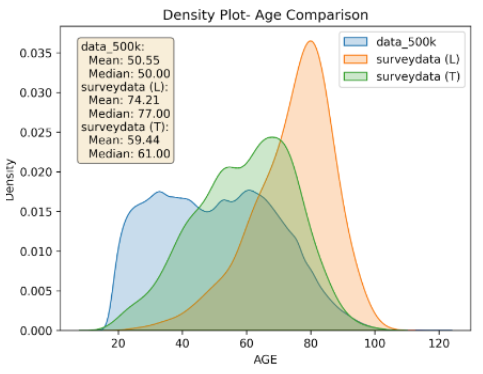 Density Plot- Age Comparison
data_500k:
Mean: 50.55
Median: 50.00
surveydata (L):
Mean: 74.21
Median: 77.00
surveydata (T):
Mean: 59.44
Median: 61.00
data_500k
surveydata (L)
surveydata (T)
Density
0.035
0.030
0.025
0.020
0.015
0.010
0.005
0.000
20 40 60 80 100 120
AGE